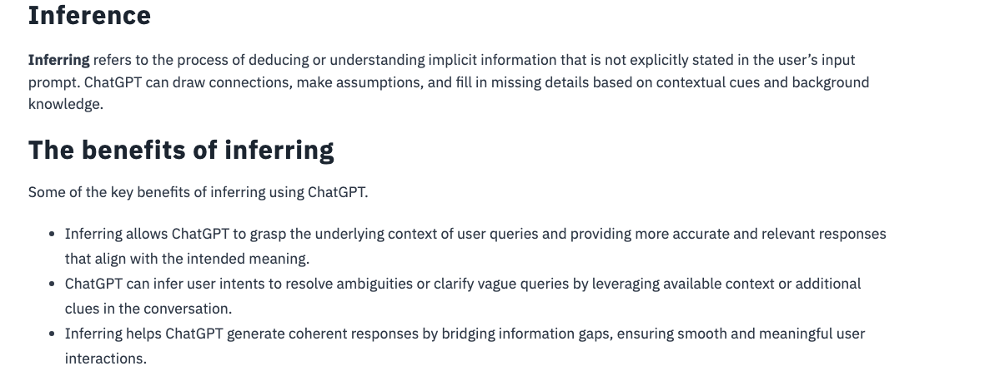 Inference
Inferring refers to the process of deducing or understanding implicit information that is not explicitly stated in the user’s input
prompt. ChatGPT can draw connections, make assumptions, and fill in missing details based on contextual cues and background
knowledge.
The benefits of inferring
Some of the key benefits of inferring using ChatGPT.
• Inferring allows ChatGPT to grasp the underlying context of user queries and providing more accurate and relevant responses
that align with the intended meaning.
• ChatGPT can infer user intents to resolve ambiguities or clarify vague queries by leveraging available context or additional
clues in the conversation.
• Inferring helps ChatGPT generate coherent responses by bridging information gaps, ensuring smooth and meaningful user
interactions.